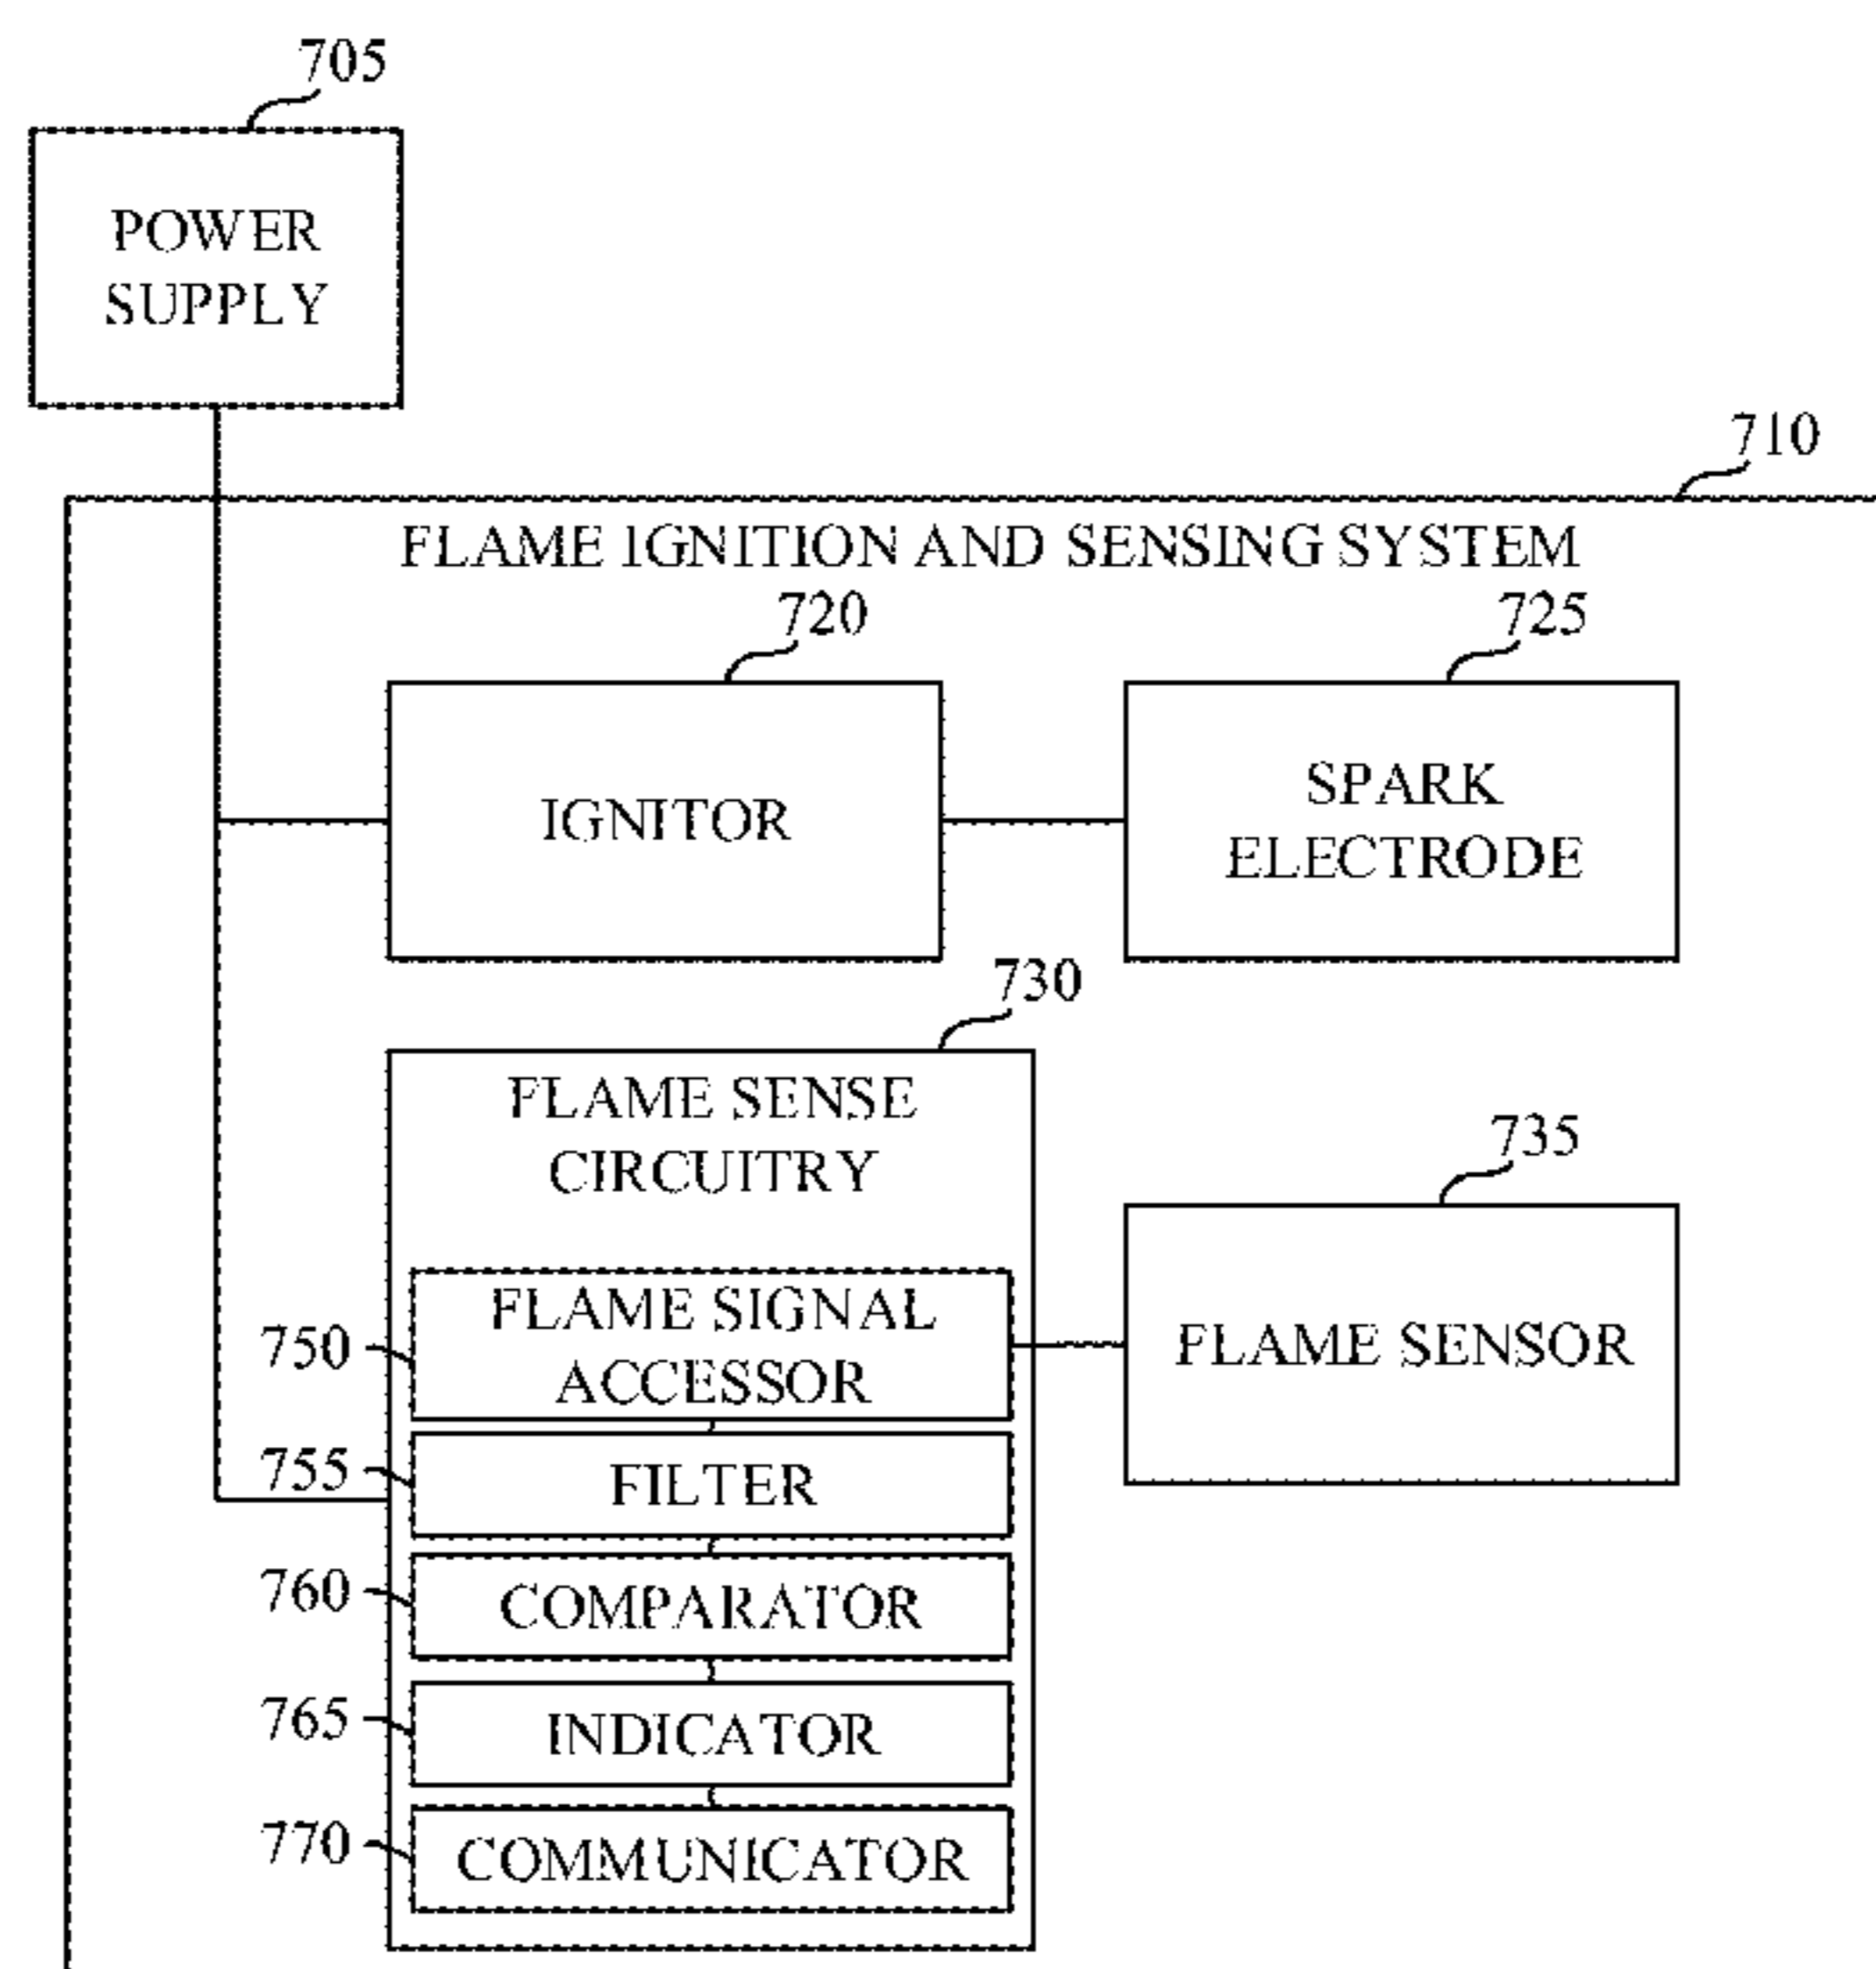 705
POWER
SUPPLY
710
FLAME IGNITION AND SENSING SYSTEM
720
725
IGNITOR
SPARK
ELECTRODE
730
FLAME SENSE
CIRCUITRY
735
750
FLAME SIGNAL
ACCESSOR
FLAME SENSOR
755
FILTER
760
COMPARATOR
765
INDICATOR
770
COMMUNICATOR